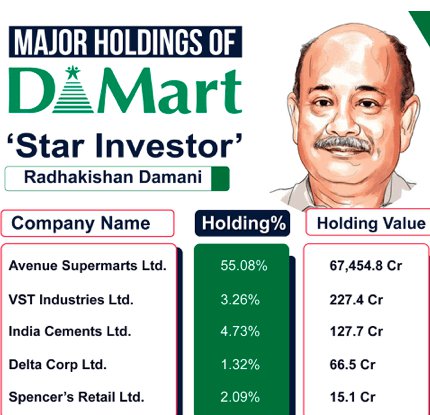 MAJOR HOLDINGS OF
DMart
‘Star Investor’
Radhakishan Damani
Company Name Holding% Holding Value
Avenue Supermarts Ltd. 55.08% 67,454.8 Cr
VST Industries Ltd. 3.26% 227.4 Cr
India Cements Ltd. 4.73% 127.7 Cr
Delta Corp Ltd. 1.32% 66.5 Cr
Spencer’s Retail Ltd. 2.09% 15.1 Cr